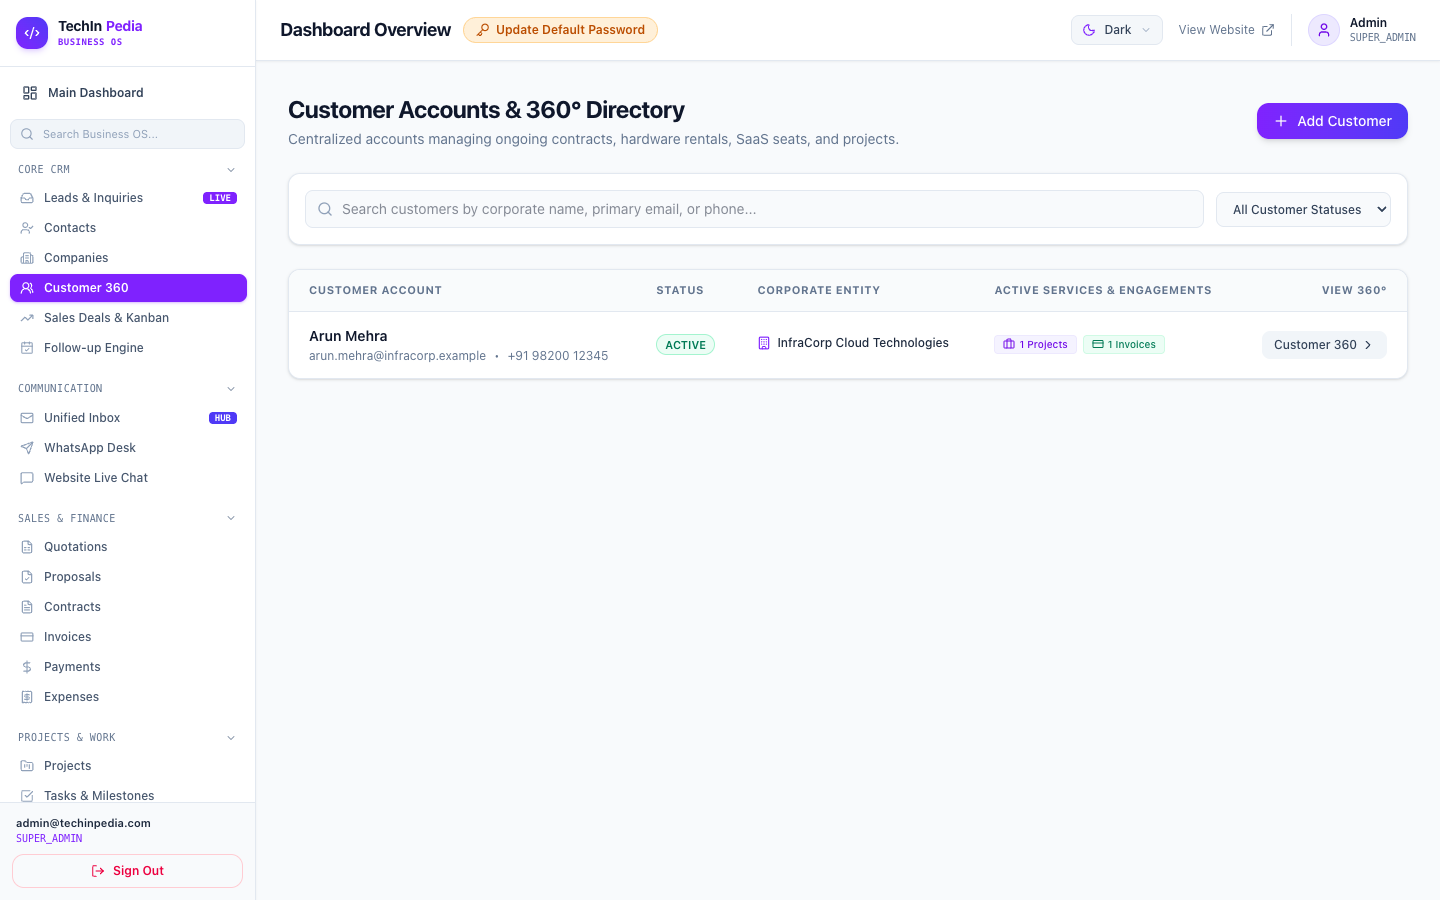 TechIn Pedia
BUSINESS OS
Main Dashboard
Search Business OS...
CORE CRM
Leads & Inquiries LIVE
Contacts
Companies
Customer 360
Sales Deals & Kanban
Follow-up Engine
COMMUNICATION
Unified Inbox HUB
WhatsApp Desk
Website Live Chat
SALES & FINANCE
Quotations
Proposals
Contracts
Invoices
Payments
Expenses
PROJECTS & WORK
Projects
Tasks & Milestones
admin@techinpedia.com
SUPER_ADMIN
Sign Out
Dashboard Overview Update Default Password Dark View Website
Admin
SUPER_ADMIN
Customer Accounts & 360° Directory
Centralized accounts managing ongoing contracts, hardware rentals, SaaS seats, and projects.
Add Customer
Search customers by corporate name, primary email, or phone... All Customer Statuses
CUSTOMER ACCOUNT STATUS CORPORATE ENTITY ACTIVE SERVICES & ENGAGEMENTS VIEW 360°
Arun Mehra
arun.mehra@infracorp.example • +91 98200 12345
ACTIVE InfraCorp Cloud Technologies 1 Projects 1 Invoices Customer 360